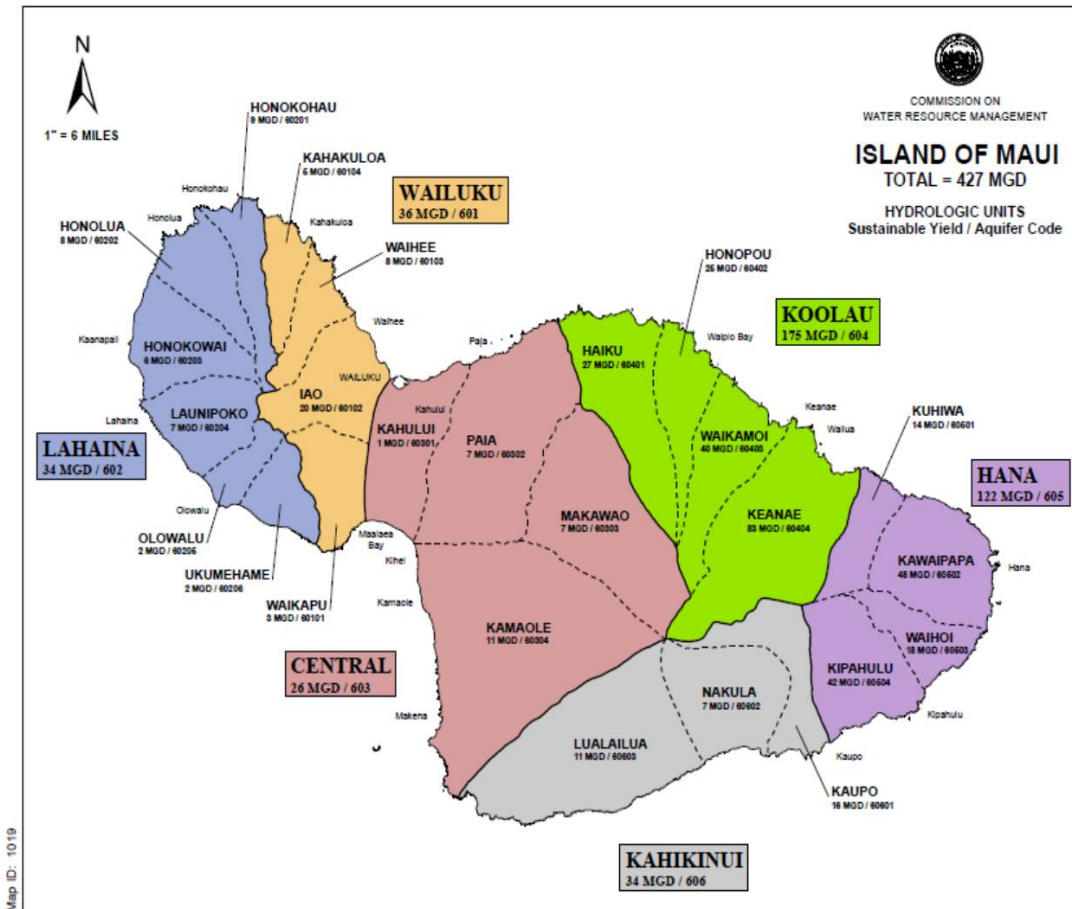 N
1" = 6 MILES
COMMISSION ON
WATER RESOURCE MANAGEMENT
ISLAND OF MAUI
TOTAL = 427 MGD
HYDROLOGIC UNITS
Sustainable Yield / Aquifer Code
HONOKOHAU
9 MGD / 60201
KAHAKULOA
5 MGD / 60104
WAILUKU
36 MGD / 601
Honokohau
Honolua
Kahakuloa
HONOLUA
8 MGD / 60202
WAIHEE
8 MGD / 60103
HONOPOU
25 MGD / 60402
KOOLAU
175 MGD / 604
Kaanapali
Waihee
Paia
Waipio Bay
HONOKOWAI
6 MGD / 60203
HAIKU
27 MGD / 60401
WAILUKU
IAO
20 MGD / 60102
LAUNIPOKO
7 MGD / 60204
Lahaina
Kahului
KAHULUI
1 MGD / 60301
PAIA
7 MGD / 60302
WAIKAMOI
40 MGD / 60403
Keanae
Wailua
KUHIWA
14 MGD / 60501
LAHAINA
34 MGD / 602
HANA
122 MGD / 605
Olowalu
MAKAWAO
7 MGD / 60303
KEANAE
83 MGD / 60404
OLOWALU
2 MGD / 60205
Maalaea
Bay
Kihei
UKUMEHAME
2 MGD / 60206
KAWAIPAPA
48 MGD / 60502
Hana
WAIKAPU
3 MGD / 60101
Kamaole
KAMAOLE
11 MGD / 60304
WAIHOI
18 MGD / 60503
CENTRAL
26 MGD / 603
KIPAHULU
42 MGD / 60504
NAKULA
7 MGD / 60602
Makena
Kipahulu
LUALAILUA
11 MGD / 60603
Kaupo
KAUPO
16 MGD / 60601
KAHIKINUI
34 MGD / 606
Map ID: 1019